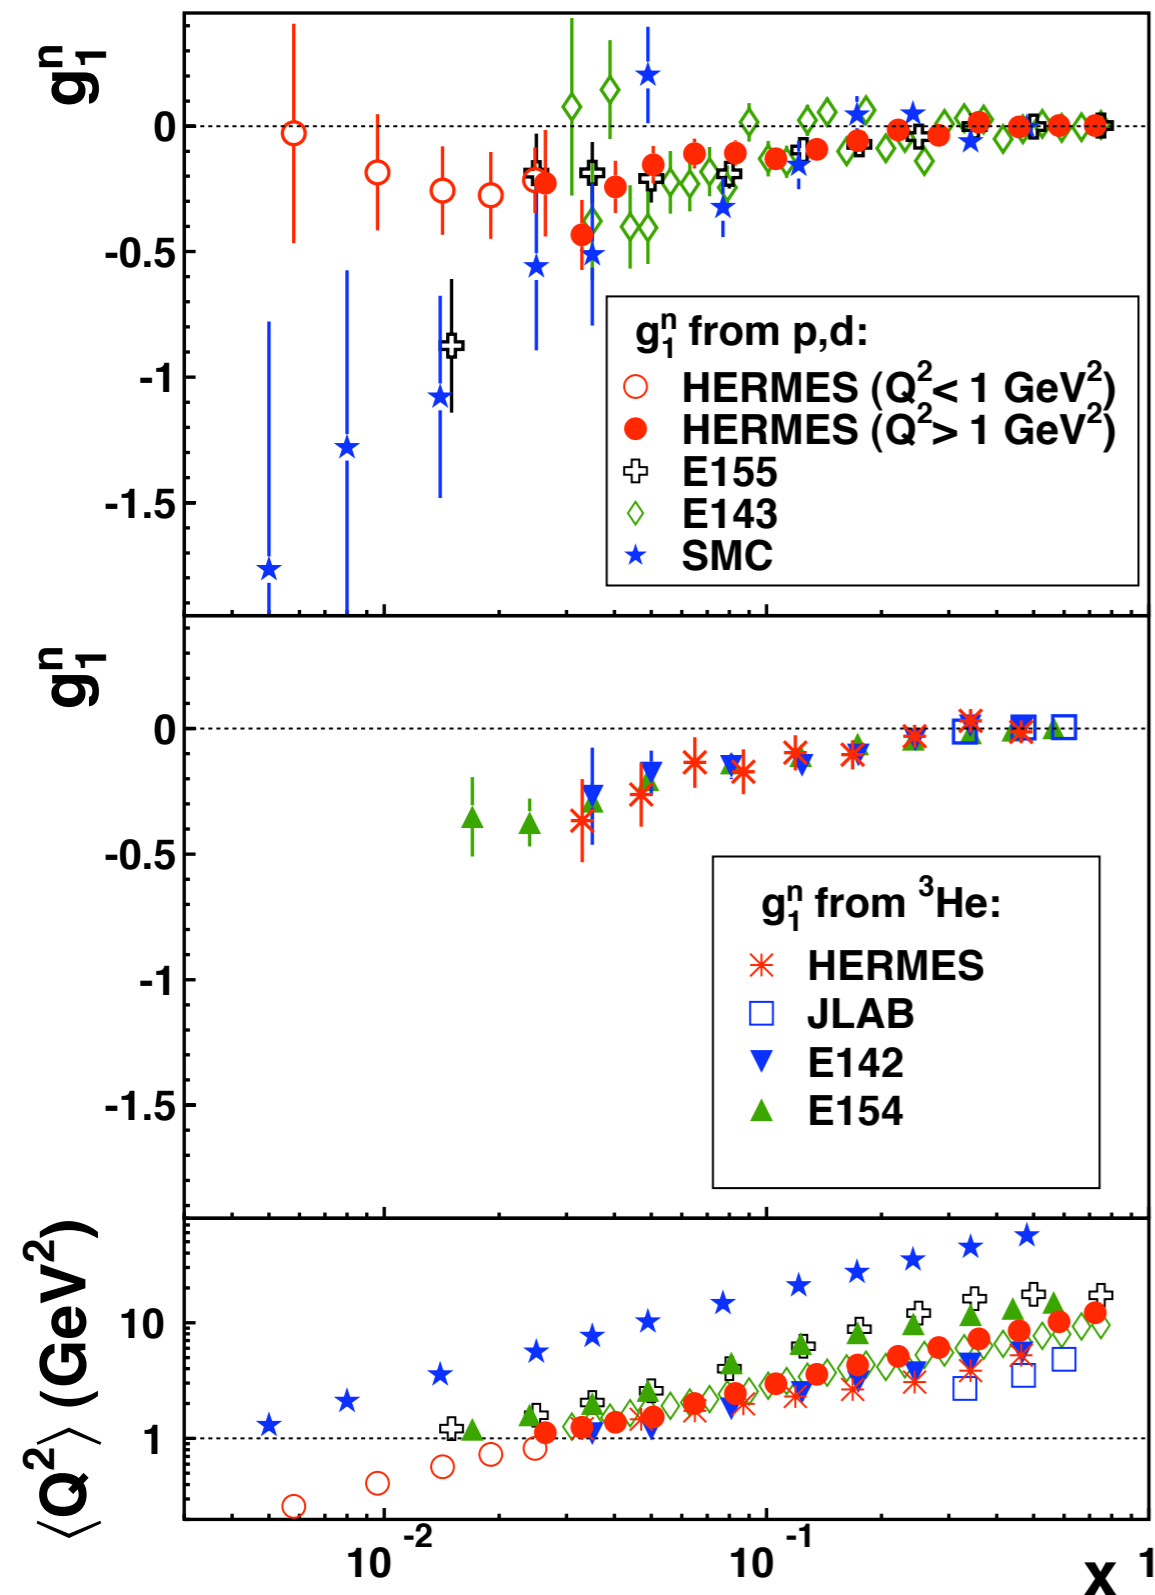 g₁ⁿ
0
-0.5
-1
-1.5
g₁ⁿ from p,d:
HERMES (Q²< 1 GeV²)
HERMES (Q²> 1 GeV²)
E155
E143
SMC
g₁ⁿ
0
-0.5
-1
-1.5
g₁ⁿ from ³He:
HERMES
JLAB
E142
E154
⟨Q²⟩ (GeV²)
10
1
10⁻² 10⁻¹ 1
x